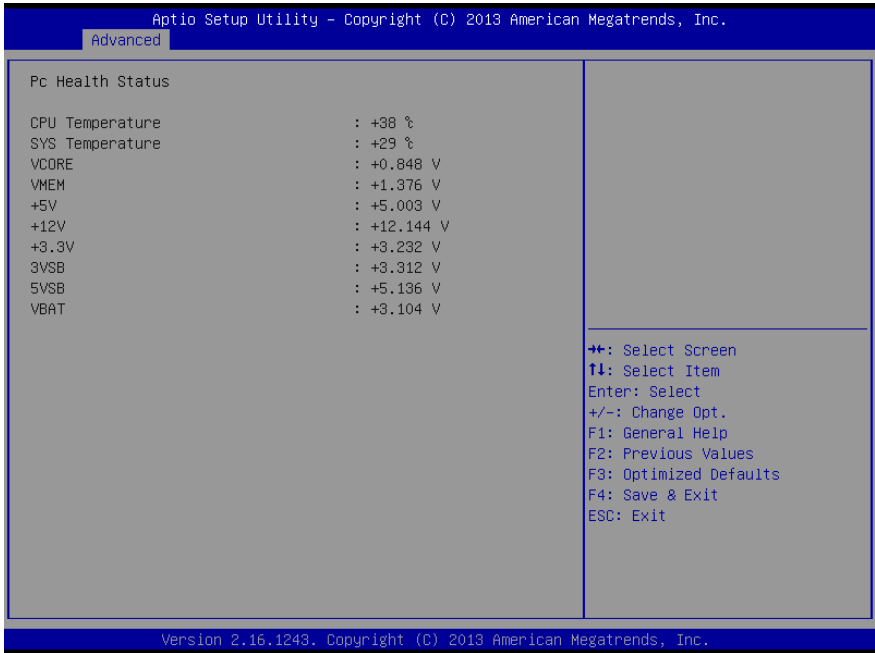 Aptio Setup Utility – Copyright (C) 2013 American Megatrends, Inc.
Advanced
Pc Health Status
CPU Temperature : +38 ℃
SYS Temperature : +29 ℃
VCORE : +0.848 V
VMEM : +1.376 V
+5V : +5.003 V
+12V : +12.144 V
+3.3V : +3.232 V
3VSB : +3.312 V
5VSB : +5.136 V
VBAT : +3.104 V
→←: Select Screen
↑↓: Select Item
Enter: Select
+/-: Change Opt.
F1: General Help
F2: Previous Values
F3: Optimized Defaults
F4: Save & Exit
ESC: Exit
Version 2.16.1243. Copyright (C) 2013 American Megatrends, Inc.